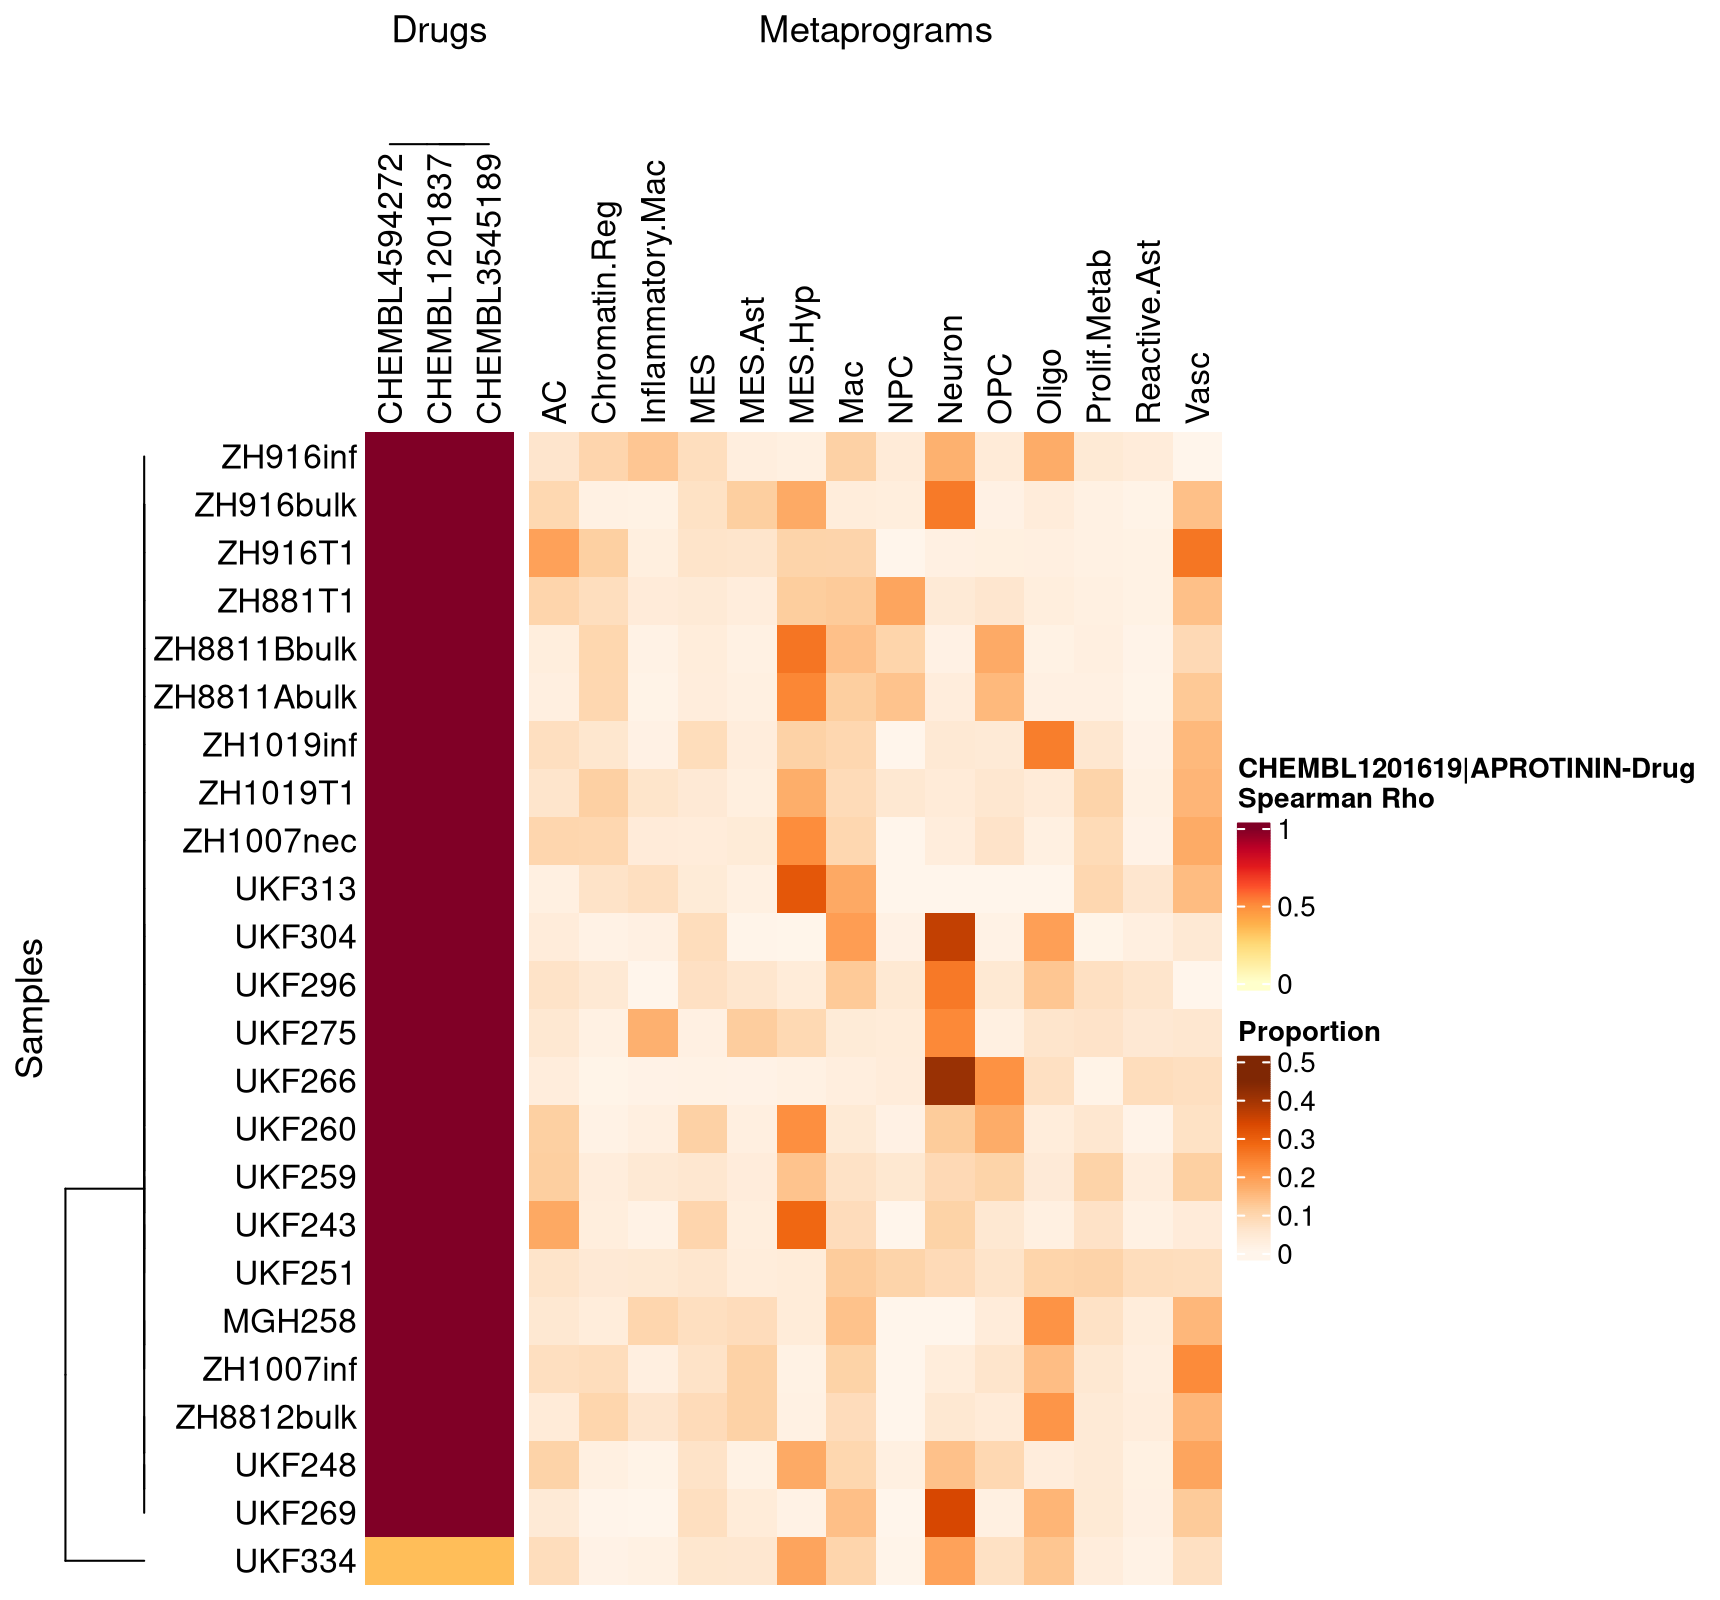 Drugs
Metaprograms
CHEMBL4594272
CHEMBL1201837
CHEMBL3545189
AC
Chromatin.Reg
Inflammatory.Mac
MES
MES.Ast
MES.Hyp
Mac
NPC
Neuron
OPC
Oligo
Prolif.Metab
Reactive.Ast
Vasc
Samples
ZH916inf
ZH916bulk
ZH916T1
ZH881T1
ZH8811Bbulk
ZH8811Abulk
ZH1019inf
ZH1019T1
ZH1007nec
UKF313
UKF304
UKF296
UKF275
UKF266
UKF260
UKF259
UKF243
UKF251
MGH258
ZH1007inf
ZH8812bulk
UKF248
UKF269
UKF334
CHEMBL1201619|APROTININ-Drug
Spearman Rho
1
0.5
0
Proportion
0.5
0.4
0.3
0.2
0.1
0